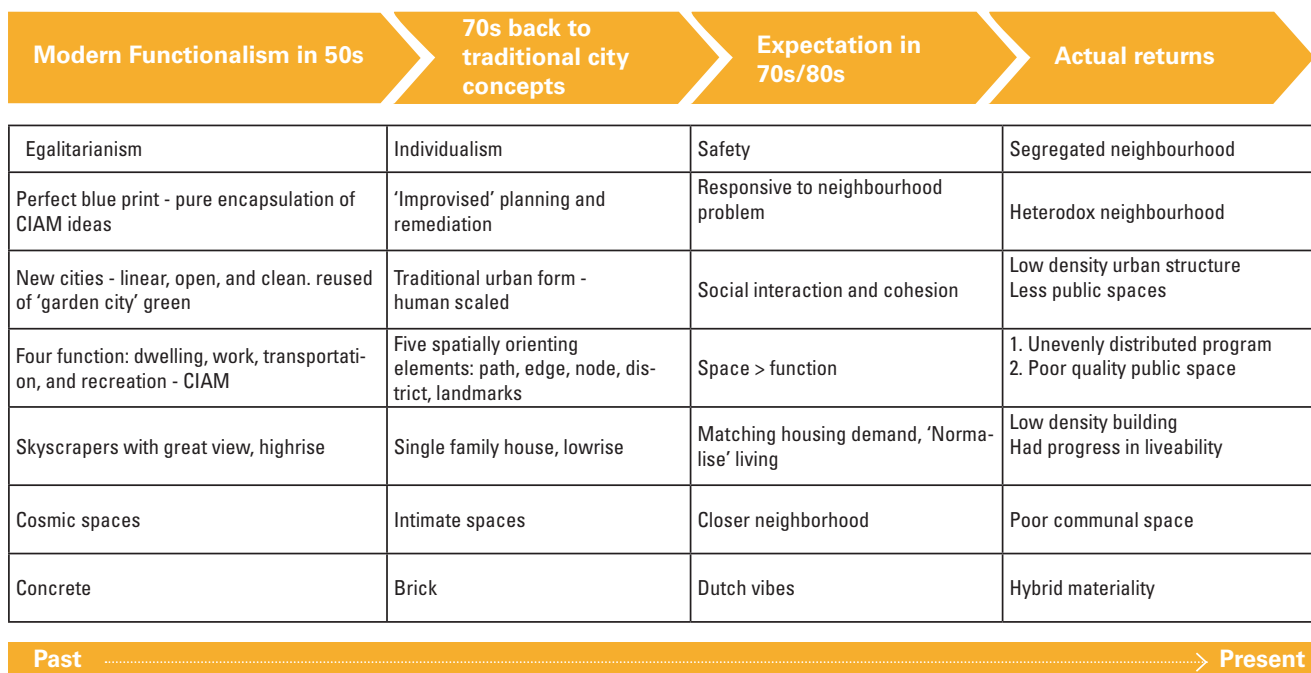 Modern Functionalism in 50s
70s back to
traditional city
concepts
Expectation in
70s/80s
Actual returns
Egalitarianism
Individualism
Safety
Segregated neighbourhood
Perfect blue print - pure encapsulation of
CIAM ideas
‘Improvised’ planning and
remediation
Responsive to neighbourhood
problem
Heterodox neighbourhood
New cities - linear, open, and clean. reused
of ‘garden city’ green
Traditional urban form -
human scaled
Social interaction and cohesion
Low density urban structure
Less public spaces
Four function: dwelling, work, transportati-
on, and recreation - CIAM
Five spatially orienting
elements: path, edge, node, dis-
trict, landmarks
Space > function
1. Unevenly distributed program
2. Poor quality public space
Skyscrapers with great view, highrise
Single family house, lowrise
Matching housing demand, ‘Norma-
lise’ living
Low density building
Had progress in liveability
Cosmic spaces
Intimate spaces
Closer neighborhood
Poor communal space
Concrete
Brick
Dutch vibes
Hybrid materiality
Past
Present